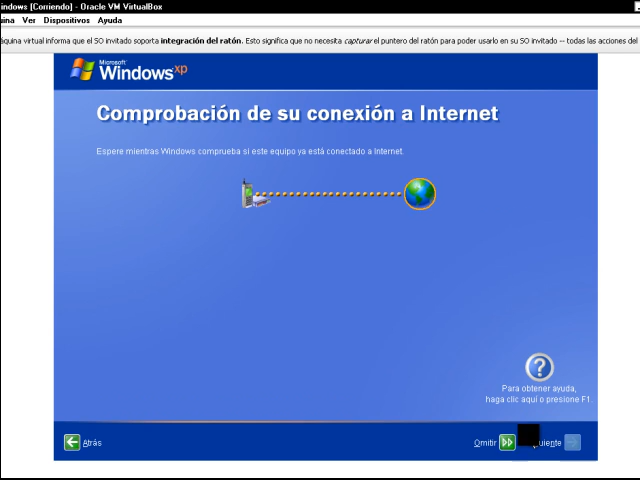 indows [Corriendo] - Oracle VM VirtualBox
Ver Dispositivos Ayuda
virtual informa que el SO invitado soporta integración del ratón. Esto significa que no necesita capturar el puntero del ratón para poder usarlo en su SO invitado -- todas las acciones del
Microsoft
Windows xp
Comprobación de su conexión a Internet
Espere mientras Windows comprueba si este equipo ya está conectado a Internet.
?
Para obtener ayuda,
haga clic aquí o presione F1.
Atrás
Omitir